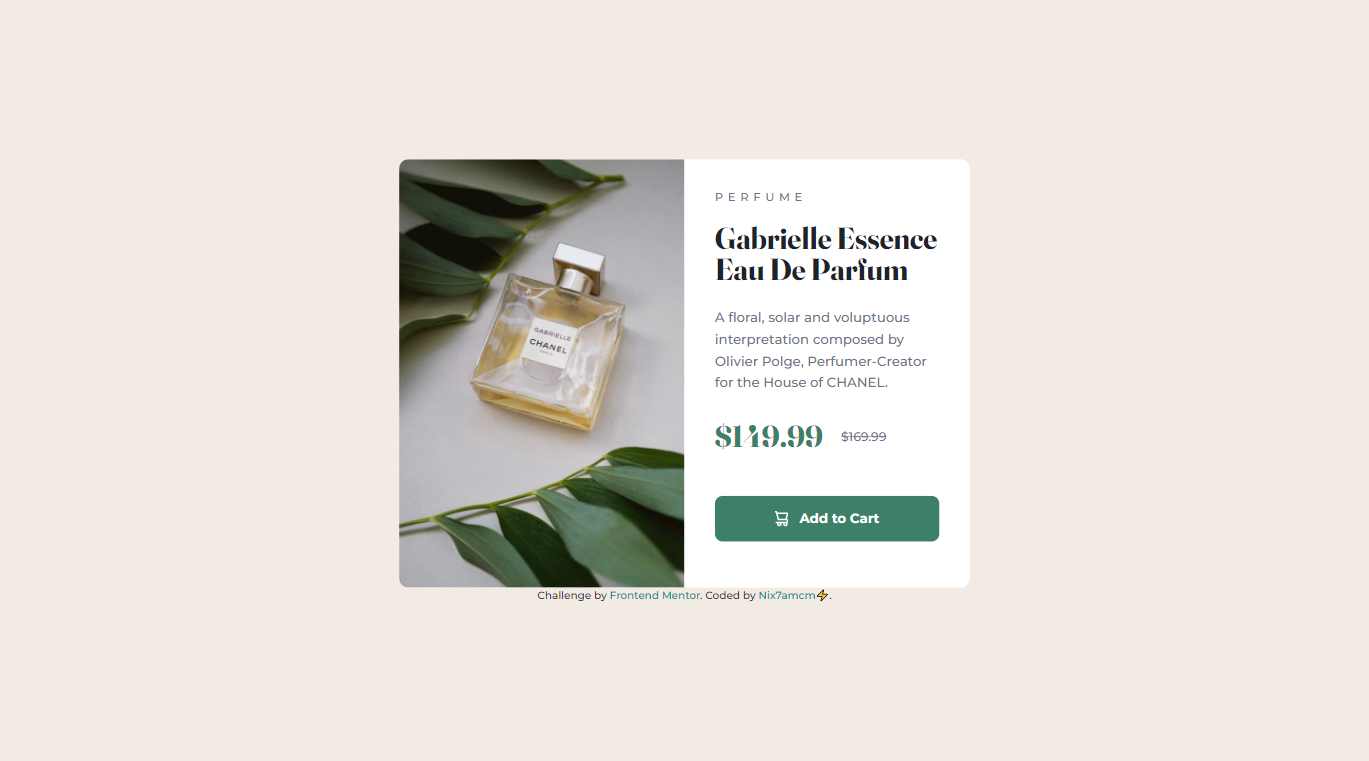 GABRIELLE
CHANEL
PARIS
PERFUME
Gabrielle Essence
Eau De Parfum
A floral, solar and voluptuous
interpretation composed by
Olivier Polge, Perfumer-Creator
for the House of CHANEL.
$149.99 $169.99
Add to Cart
Challenge by Frontend Mentor. Coded by Nix7amcm⚡.